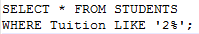 SELECT * FROM STUDENTS
WHERE Tuition LIKE '2%';